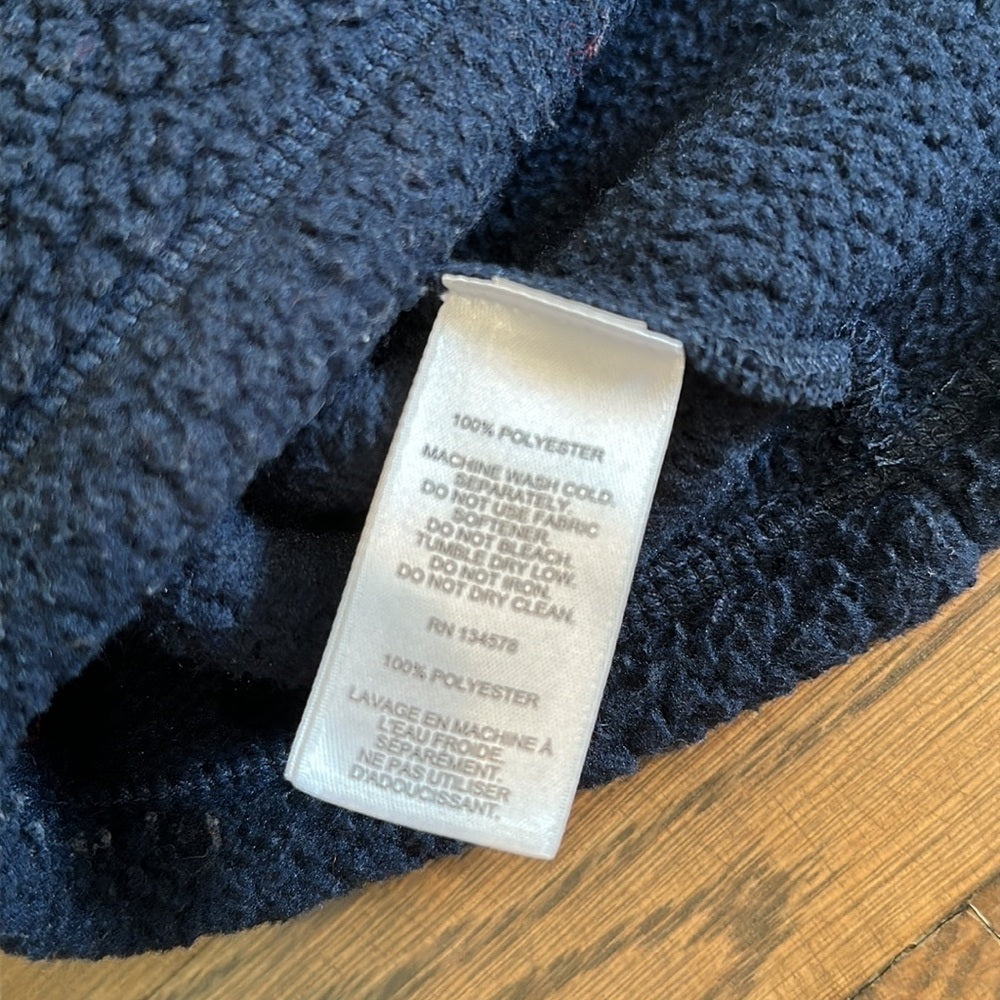 100% POLYESTER
MACHINE WASH COLD.
SEPARATELY.
DO NOT USE FABRIC
SOFTENER.
DO NOT BLEACH.
TUMBLE DRY LOW.
DO NOT IRON.
DO NOT DRY CLEAN.
RN 134578
100% POLYESTER
LAVAGE EN MACHINE À
L'EAU FROIDE.
SÉPARÉMENT.
NE PAS UTILISER
D'ADOUCISSANT.